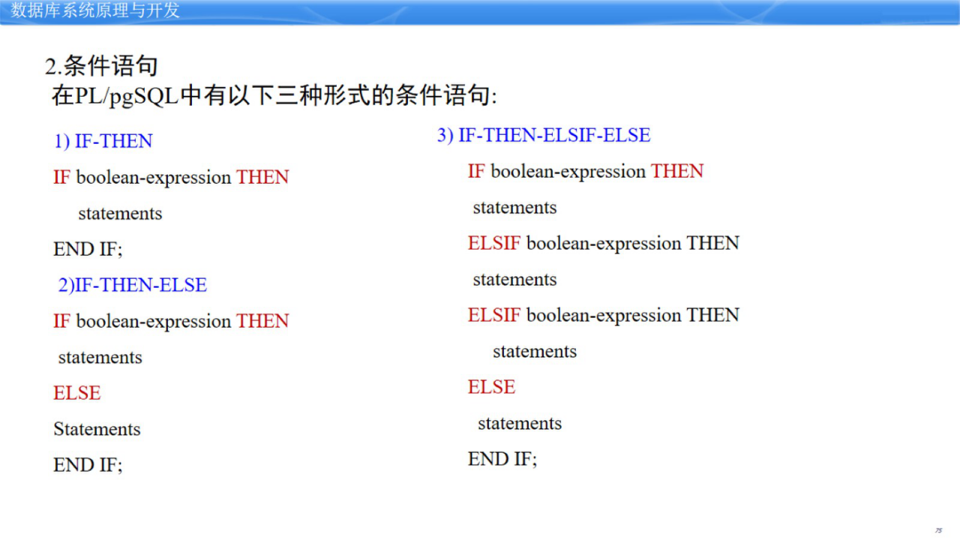 数据库系统原理与开发
2.条件语句
在PL/pgSQL中有以下三种形式的条件语句:
1) IF-THEN
IF boolean-expression THEN
statements
END IF;
2)IF-THEN-ELSE
IF boolean-expression THEN
statements
ELSE
Statements
END IF;
3) IF-THEN-ELSIF-ELSE
IF boolean-expression THEN
statements
ELSIF boolean-expression THEN
statements
ELSIF boolean-expression THEN
statements
ELSE
statements
END IF;